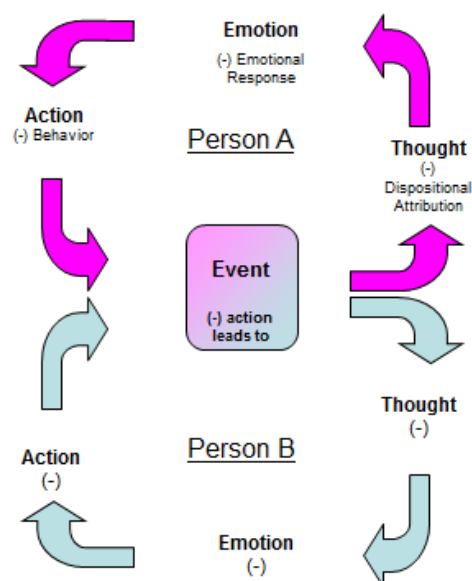 Emotion
(-) Emotional
Response
Action
(-) Behavior
Person A
Thought
(-)
Dispositional
Attribution
Event
(-) action
leads to
Thought
(-)
Person B
Action
(-)
Emotion
(-)